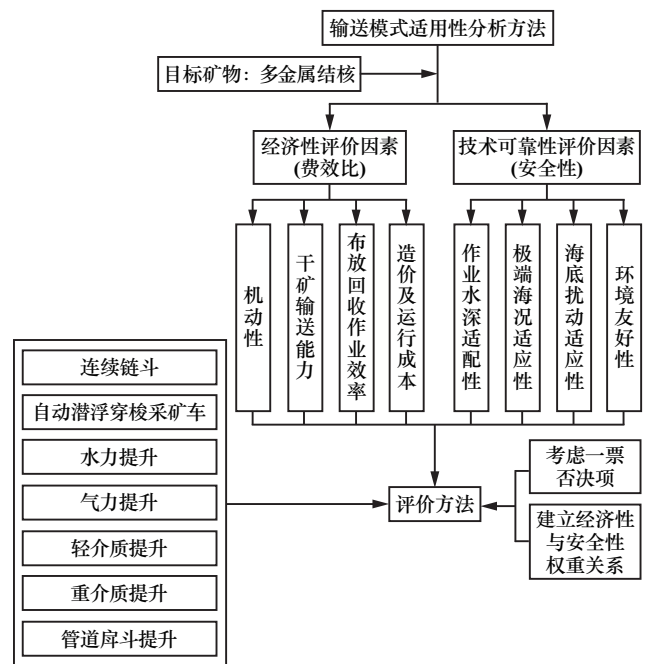 输送模式适用性分析方法
目标矿物：多金属结核
经济性评价因素
(费效比)
技术可靠性评价因素
(安全性)
机动性
干矿输送能力
布放回收作业效率
造价及运行成本
作业水深适配性
极端海况适应性
海底扰动适应性
环境友好性
连续链斗
自动潜浮穿梭采矿车
水力提升
气力提升
轻介质提升
重介质提升
管道戽斗提升
评价方法
考虑一票
否决项
建立经济性
与安全性
权重关系